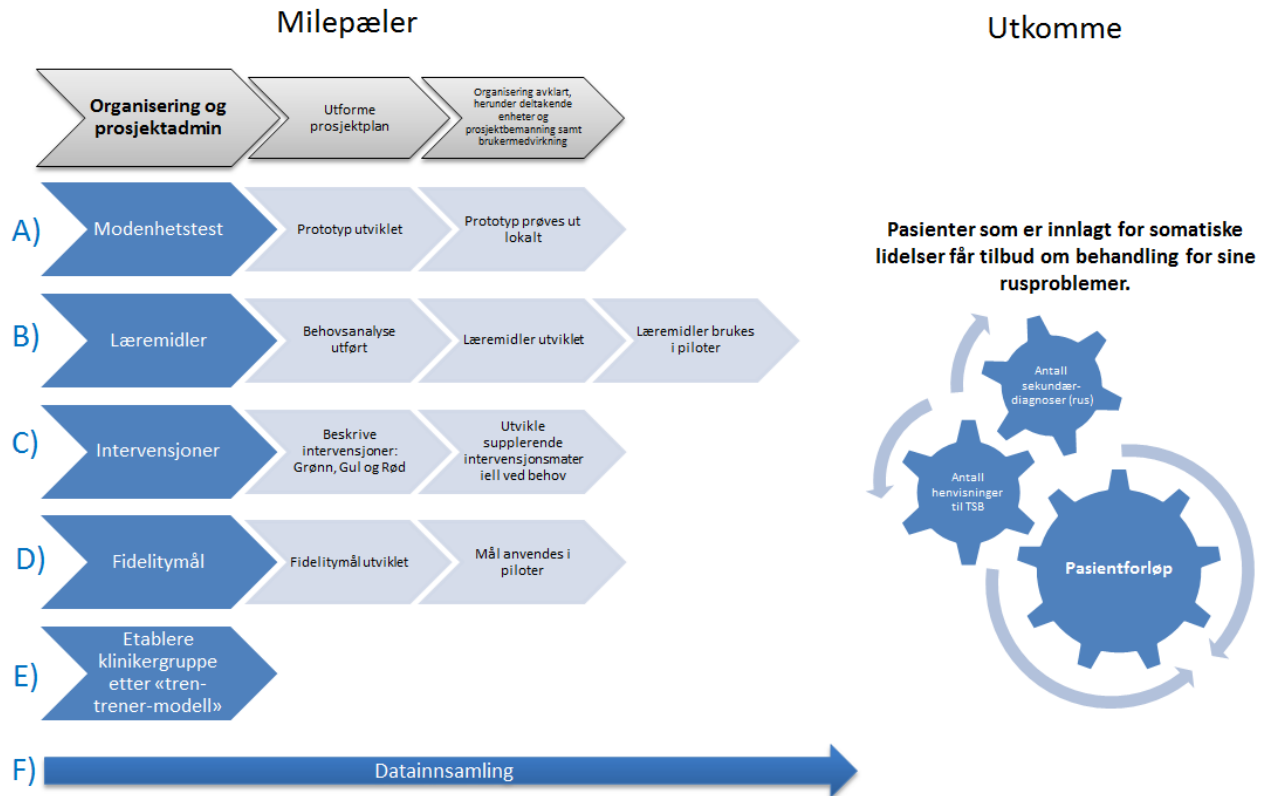 Milepæler
Utkomme
Organisering og
prosjektadmin
Utforme
prosjektplan
Organisering avklart,
herunder deltakende
enheter og
prosjektbemanning samt
brukermedvirkning
A)
Modenhetstest
Prototyp utviklet
Prototyp prøves ut
lokalt
B)
Læremidler
Behovsanalyse
utført
Læremidler utviklet
Læremidler brukes
i piloter
C)
Intervensjoner
Beskrive
intervensjoner:
Grønn, Gul og Rød
Utvikle
supplerende
intervensjonsmater
iell ved behov
D)
Fidelitymål
Fidelitymål utviklet
Mål anvendes i
piloter
E)
Etablere
klinikergruppe
etter «tren-
trener-modell»
F)
Datainnsamling
Pasienter som er innlagt for somatiske
lidelser får tilbud om behandling for sine
rusproblemer.
Antall
sekundær-
diagnoser (rus)
Antall
henvisninger
til TSB
Pasientforløp